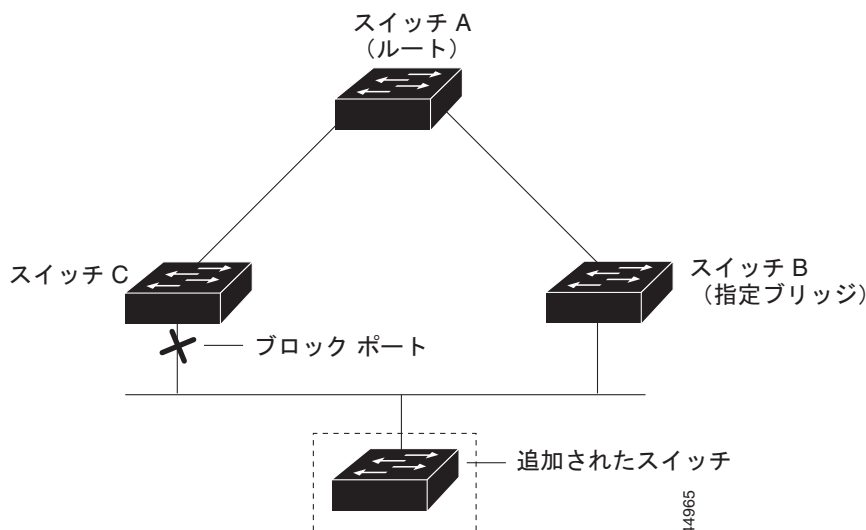 スイッチ A
（ルート）
スイッチ C
スイッチ B
（指定ブリッジ）
ブロック ポート
追加されたスイッチ
44965